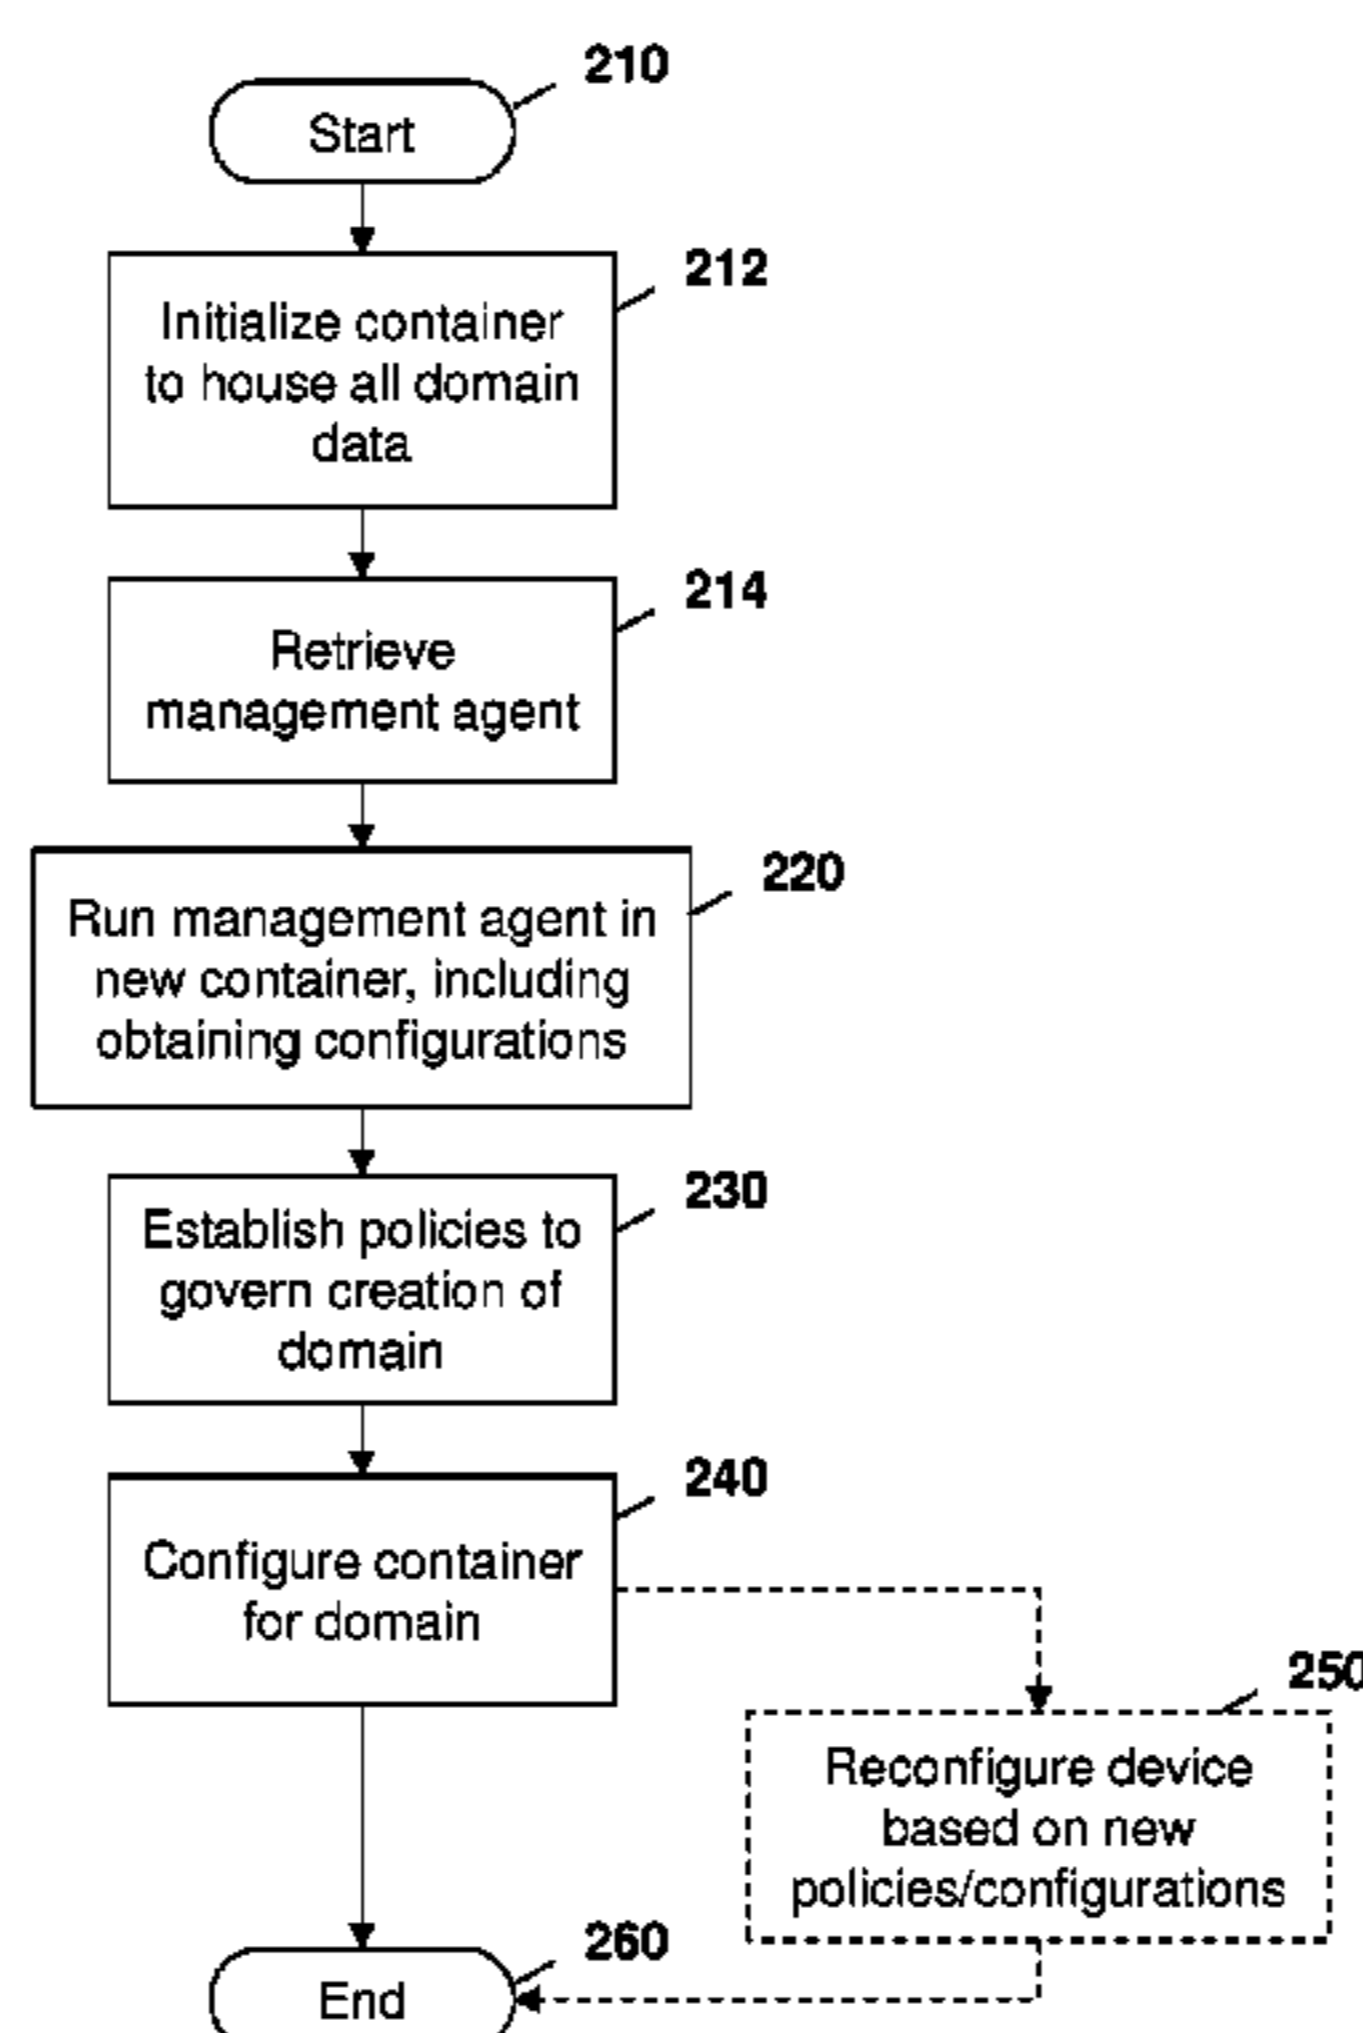 210
Start
212
Initialize container
to house all domain
data
214
Retrieve
management agent
220
Run management agent in
new container, including
obtaining configurations
230
Establish policies to
govern creation of
domain
240
Configure container
for domain
250
Reconfigure device
based on new
policies/configurations
260
End